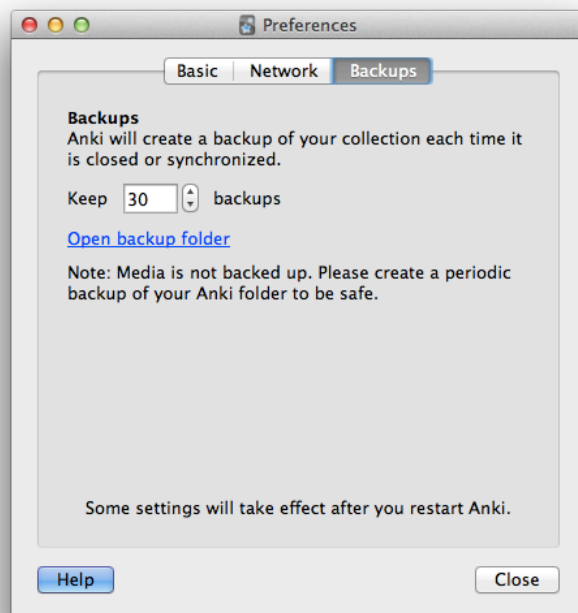 Preferences
Basic Network Backups
Backups
Anki will create a backup of your collection each time it
is closed or synchronized.
Keep 30 backups
Open backup folder
Note: Media is not backed up. Please create a periodic
backup of your Anki folder to be safe.
Some settings will take effect after you restart Anki.
Help Close